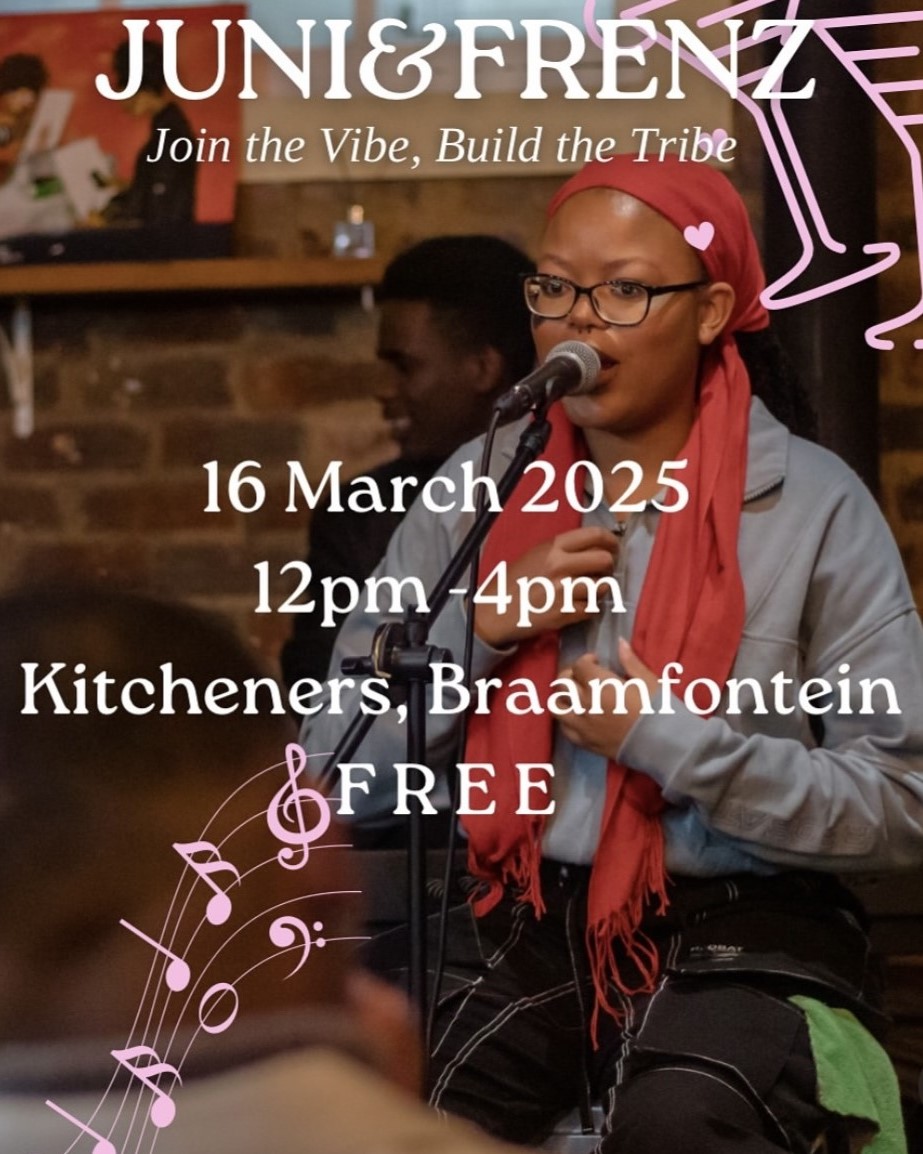 JUNI&FRENZ
Join the Vibe, Build the Tribe
16 March 2025
12pm -4pm
Kitcheners, Braamfontein
FREE